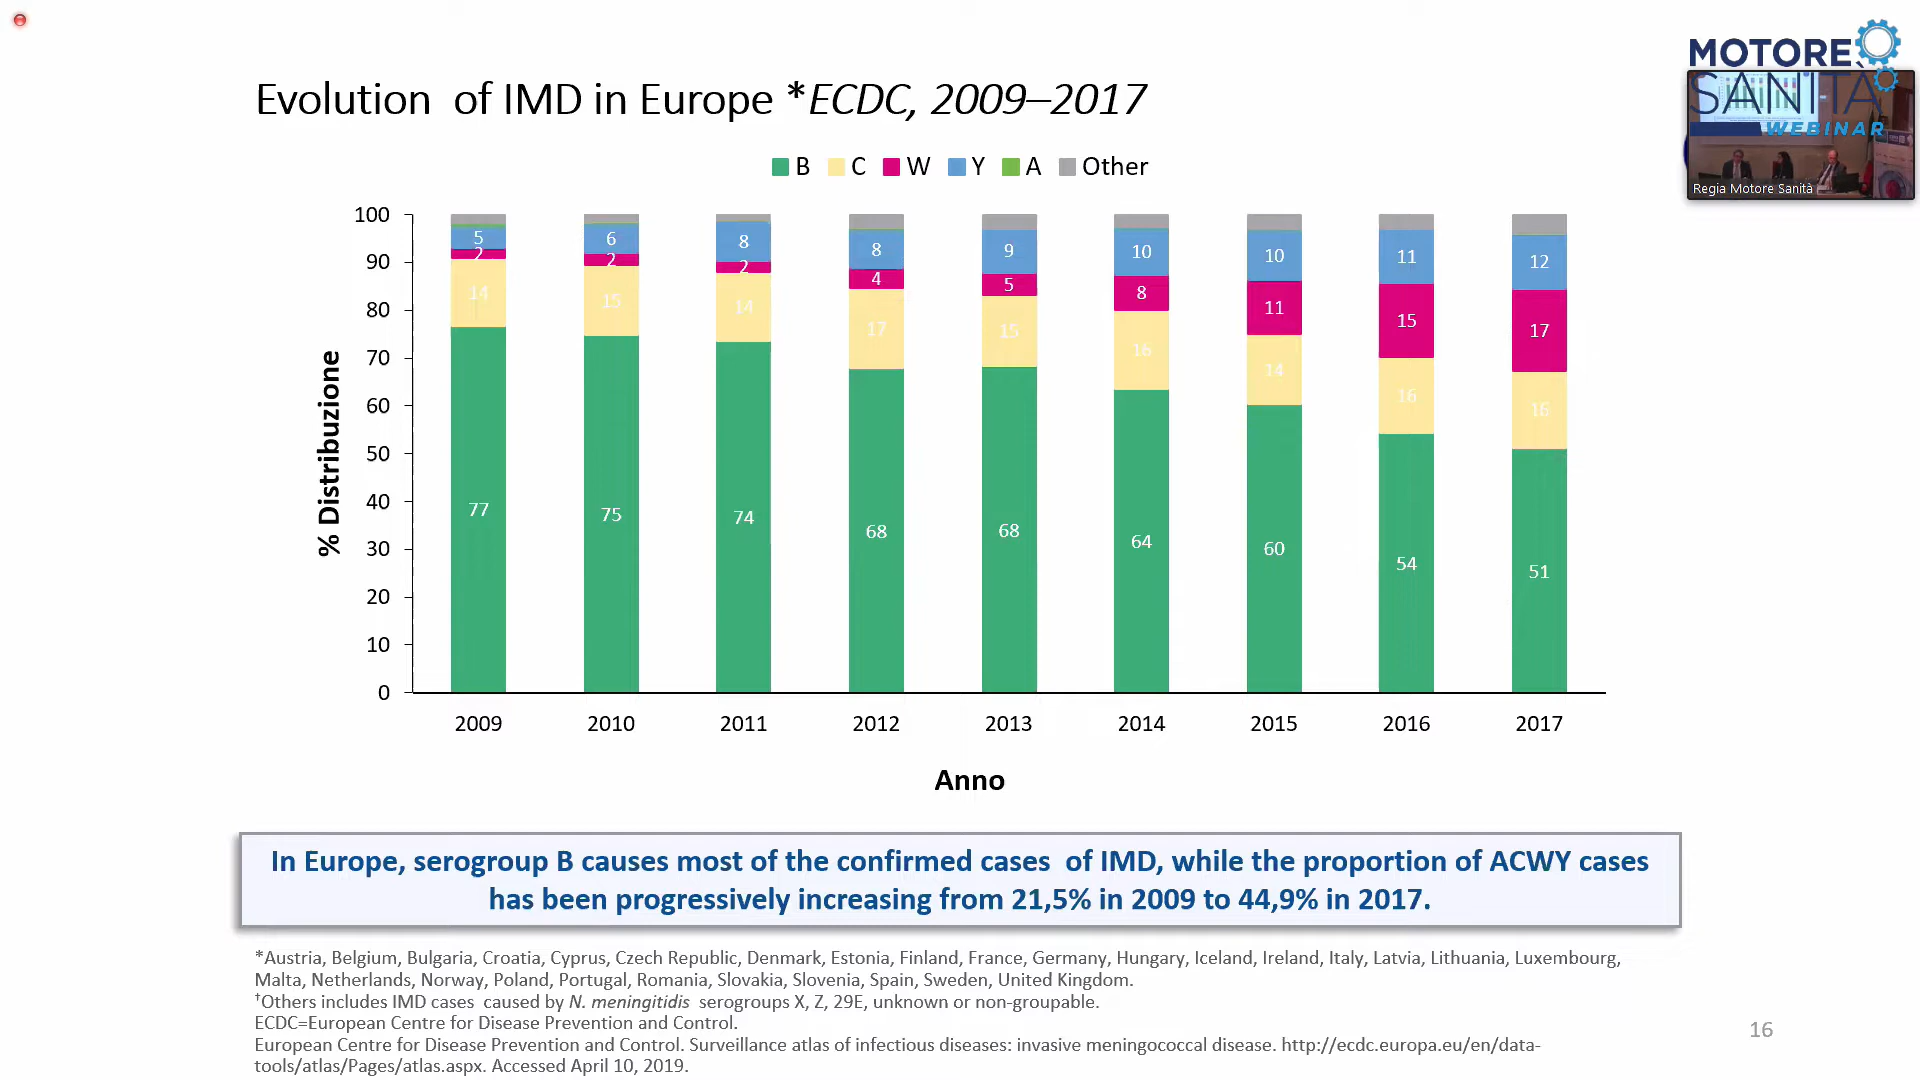 MOTORE
SANITÀ
WEBINAR
Regia Motore Sanità
Evolution of IMD in Europe *ECDC, 2009–2017
B C W Y A Other
% Distribuzione
100
90
80
70
60
50
40
30
20
10
0
5 6 8 8 9 10 10 11 12
2 2 2 4 5 8 11 15 17
14 15 14 17 15 16 14 16 16
77 75 74 68 68 64 60 54 51
2009 2010 2011 2012 2013 2014 2015 2016 2017
Anno
In Europe, serogroup B causes most of the confirmed cases of IMD, while the proportion of ACWY cases
has been progressively increasing from 21,5% in 2009 to 44,9% in 2017.
*Austria, Belgium, Bulgaria, Croatia, Cyprus, Czech Republic, Denmark, Estonia, Finland, France, Germany, Hungary, Iceland, Ireland, Italy, Latvia, Lithuania, Luxembourg,
Malta, Netherlands, Norway, Poland, Portugal, Romania, Slovakia, Slovenia, Spain, Sweden, United Kingdom.
†Others includes IMD cases caused by N. meningitidis serogroups X, Z, 29E, unknown or non-groupable.
ECDC=European Centre for Disease Prevention and Control.
European Centre for Disease Prevention and Control. Surveillance atlas of infectious diseases: invasive meningococcal disease. http://ecdc.europa.eu/en/data-
tools/atlas/Pages/atlas.aspx. Accessed April 10, 2019.
16